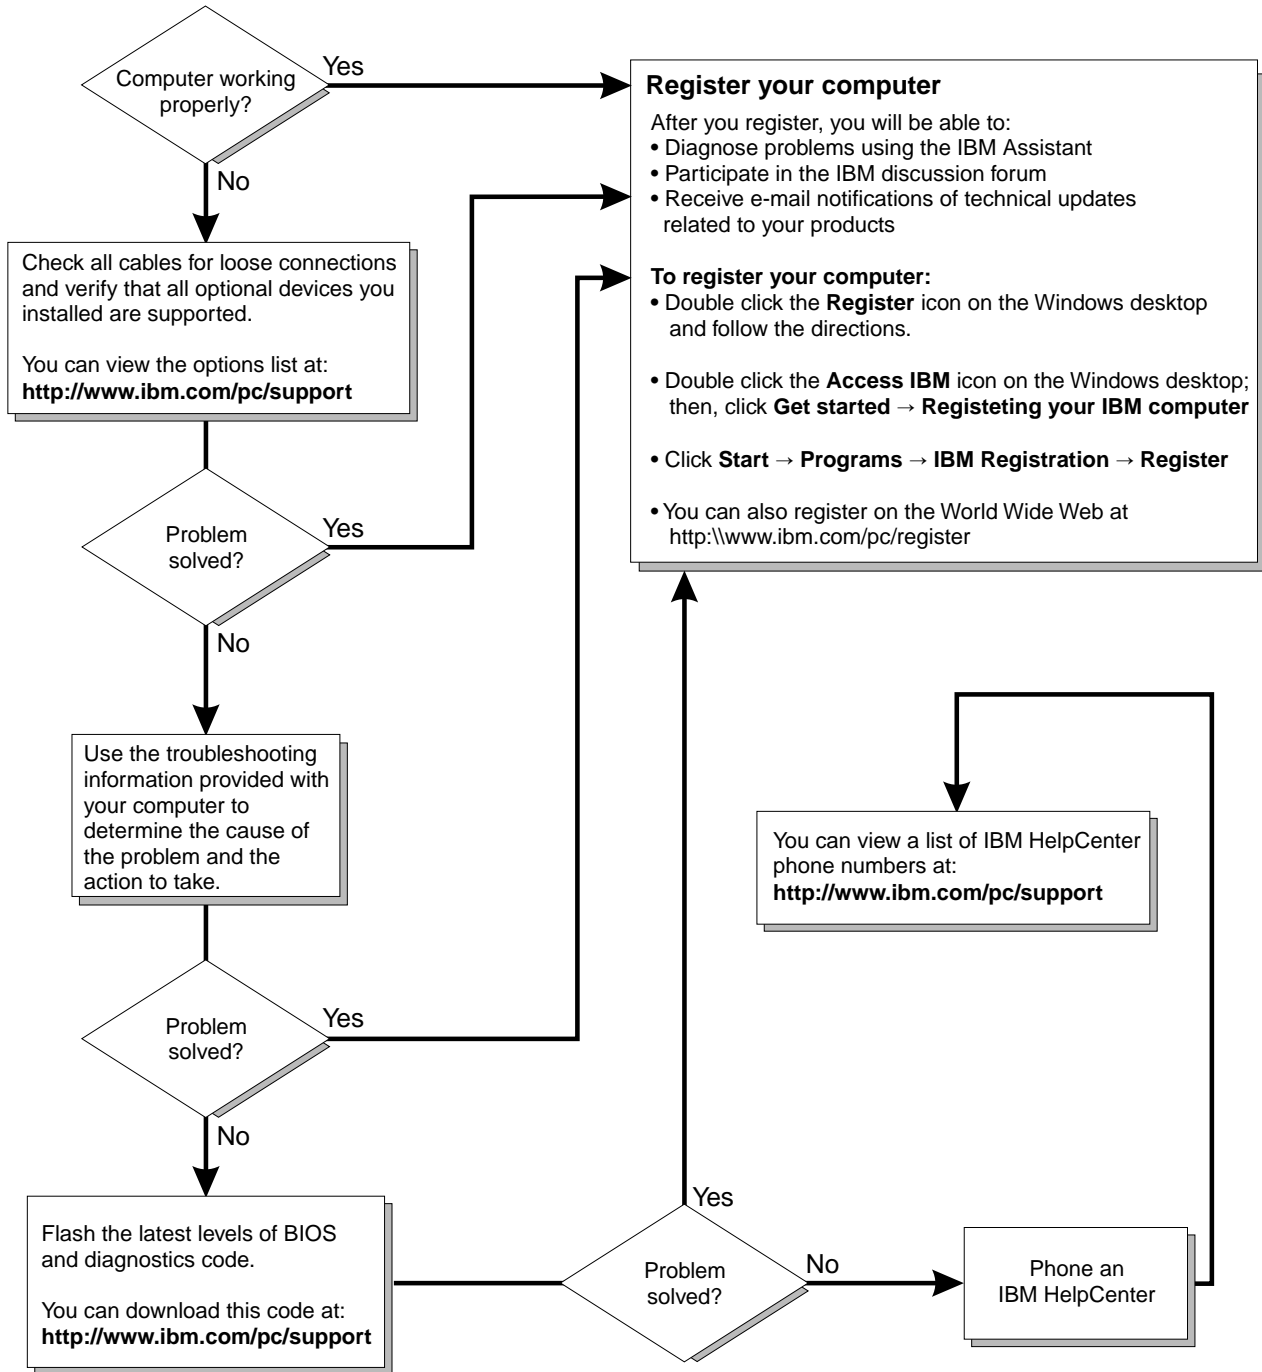 Computer working
properly?
Yes
No
Register your computer
After you register, you will be able to:
• Diagnose problems using the IBM Assistant
• Participate in the IBM discussion forum
• Receive e-mail notifications of technical updates
related to your products
To register your computer:
• Double click the Register icon on the Windows desktop
and follow the directions.
• Double click the Access IBM icon on the Windows desktop;
then, click Get started → Registeting your IBM computer
• Click Start → Programs → IBM Registration → Register
• You can also register on the World Wide Web at
http:\\www.ibm.com/pc/register
Check all cables for loose connections
and verify that all optional devices you
installed are supported.
You can view the options list at:
http://www.ibm.com/pc/support
Problem
solved?
Yes
No
Use the troubleshooting
information provided with
your computer to
determine the cause of
the problem and the
action to take.
Problem
solved?
Yes
No
Flash the latest levels of BIOS
and diagnostics code.
You can download this code at:
http://www.ibm.com/pc/support
Problem
solved?
Yes
No
Phone an
IBM HelpCenter
You can view a list of IBM HelpCenter
phone numbers at:
http://www.ibm.com/pc/support